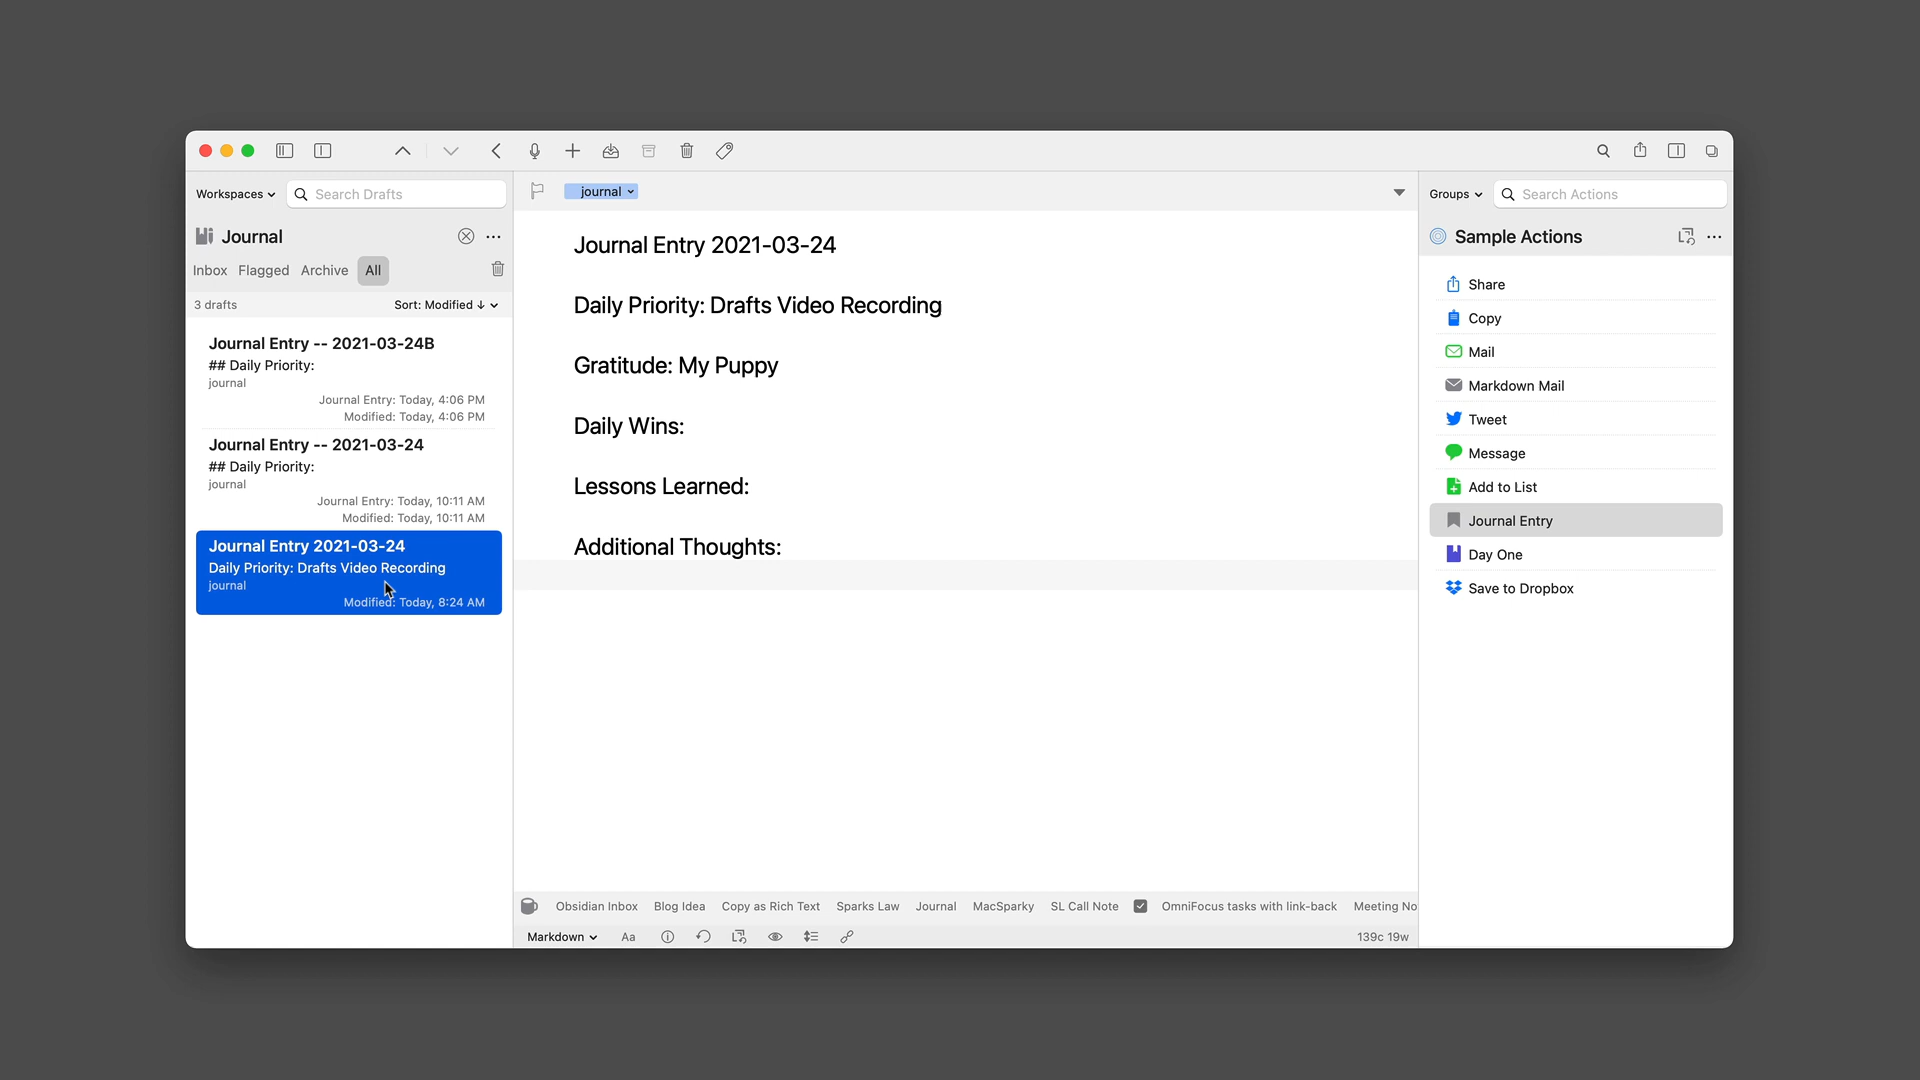 Workspaces
Search Drafts
Journal
Inbox Flagged Archive All
3 drafts
Sort: Modified
Journal Entry -- 2021-03-24B
## Daily Priority:
journal
Journal Entry: Today, 4:06 PM
Modified: Today, 4:06 PM
Journal Entry -- 2021-03-24
## Daily Priority:
journal
Journal Entry: Today, 10:11 AM
Modified: Today, 10:11 AM
Journal Entry 2021-03-24
Daily Priority: Drafts Video Recording
journal
Modified: Today, 8:24 AM
journal
Journal Entry 2021-03-24
Daily Priority: Drafts Video Recording
Gratitude: My Puppy
Daily Wins:
Lessons Learned:
Additional Thoughts:
Obsidian Inbox Blog Idea Copy as Rich Text Sparks Law Journal MacSparky SL Call Note OmniFocus tasks with link-back Meeting No
Markdown Aa 139c 19w
Groups
Search Actions
Sample Actions
Share
Copy
Mail
Markdown Mail
Tweet
Message
Add to List
Journal Entry
Day One
Save to Dropbox